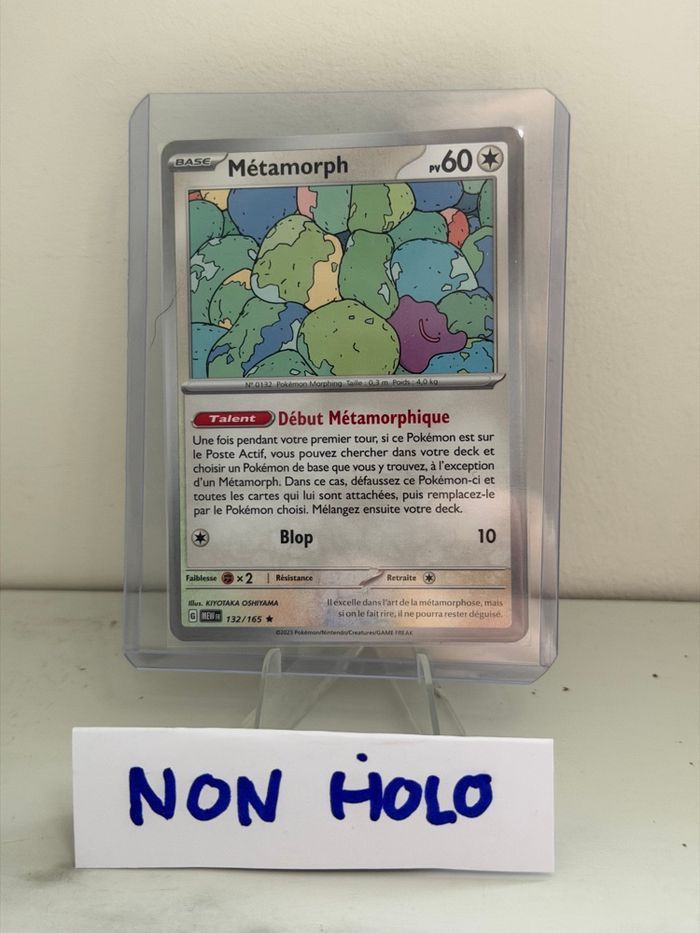 BASE Métamorph PV 60
N° 0132 Pokémon Morphing Taille : 0,3 m Poids : 4,0 kg
Talent Début Métamorphique
Une fois pendant votre premier tour, si ce Pokémon est sur
le Poste Actif, vous pouvez chercher dans votre deck et
choisir un Pokémon de base que vous y trouvez, à l'exception
d'un Métamorph. Dans ce cas, défaussez ce Pokémon-ci et
toutes les cartes qui lui sont attachées, puis remplacez-le
par le Pokémon choisi. Mélangez ensuite votre deck.
Blop 10
Faiblesse ×2 Résistance Retraite
Illus. KIYOTAKA OSHIYAMA
Il excelle dans l'art de la métamorphose, mais
si on le fait rire, il ne pourra rester déguisé.
G MEW FR 132/165 ★
©2023 Pokémon/Nintendo/Creatures/GAME FREAK
NON HOLO